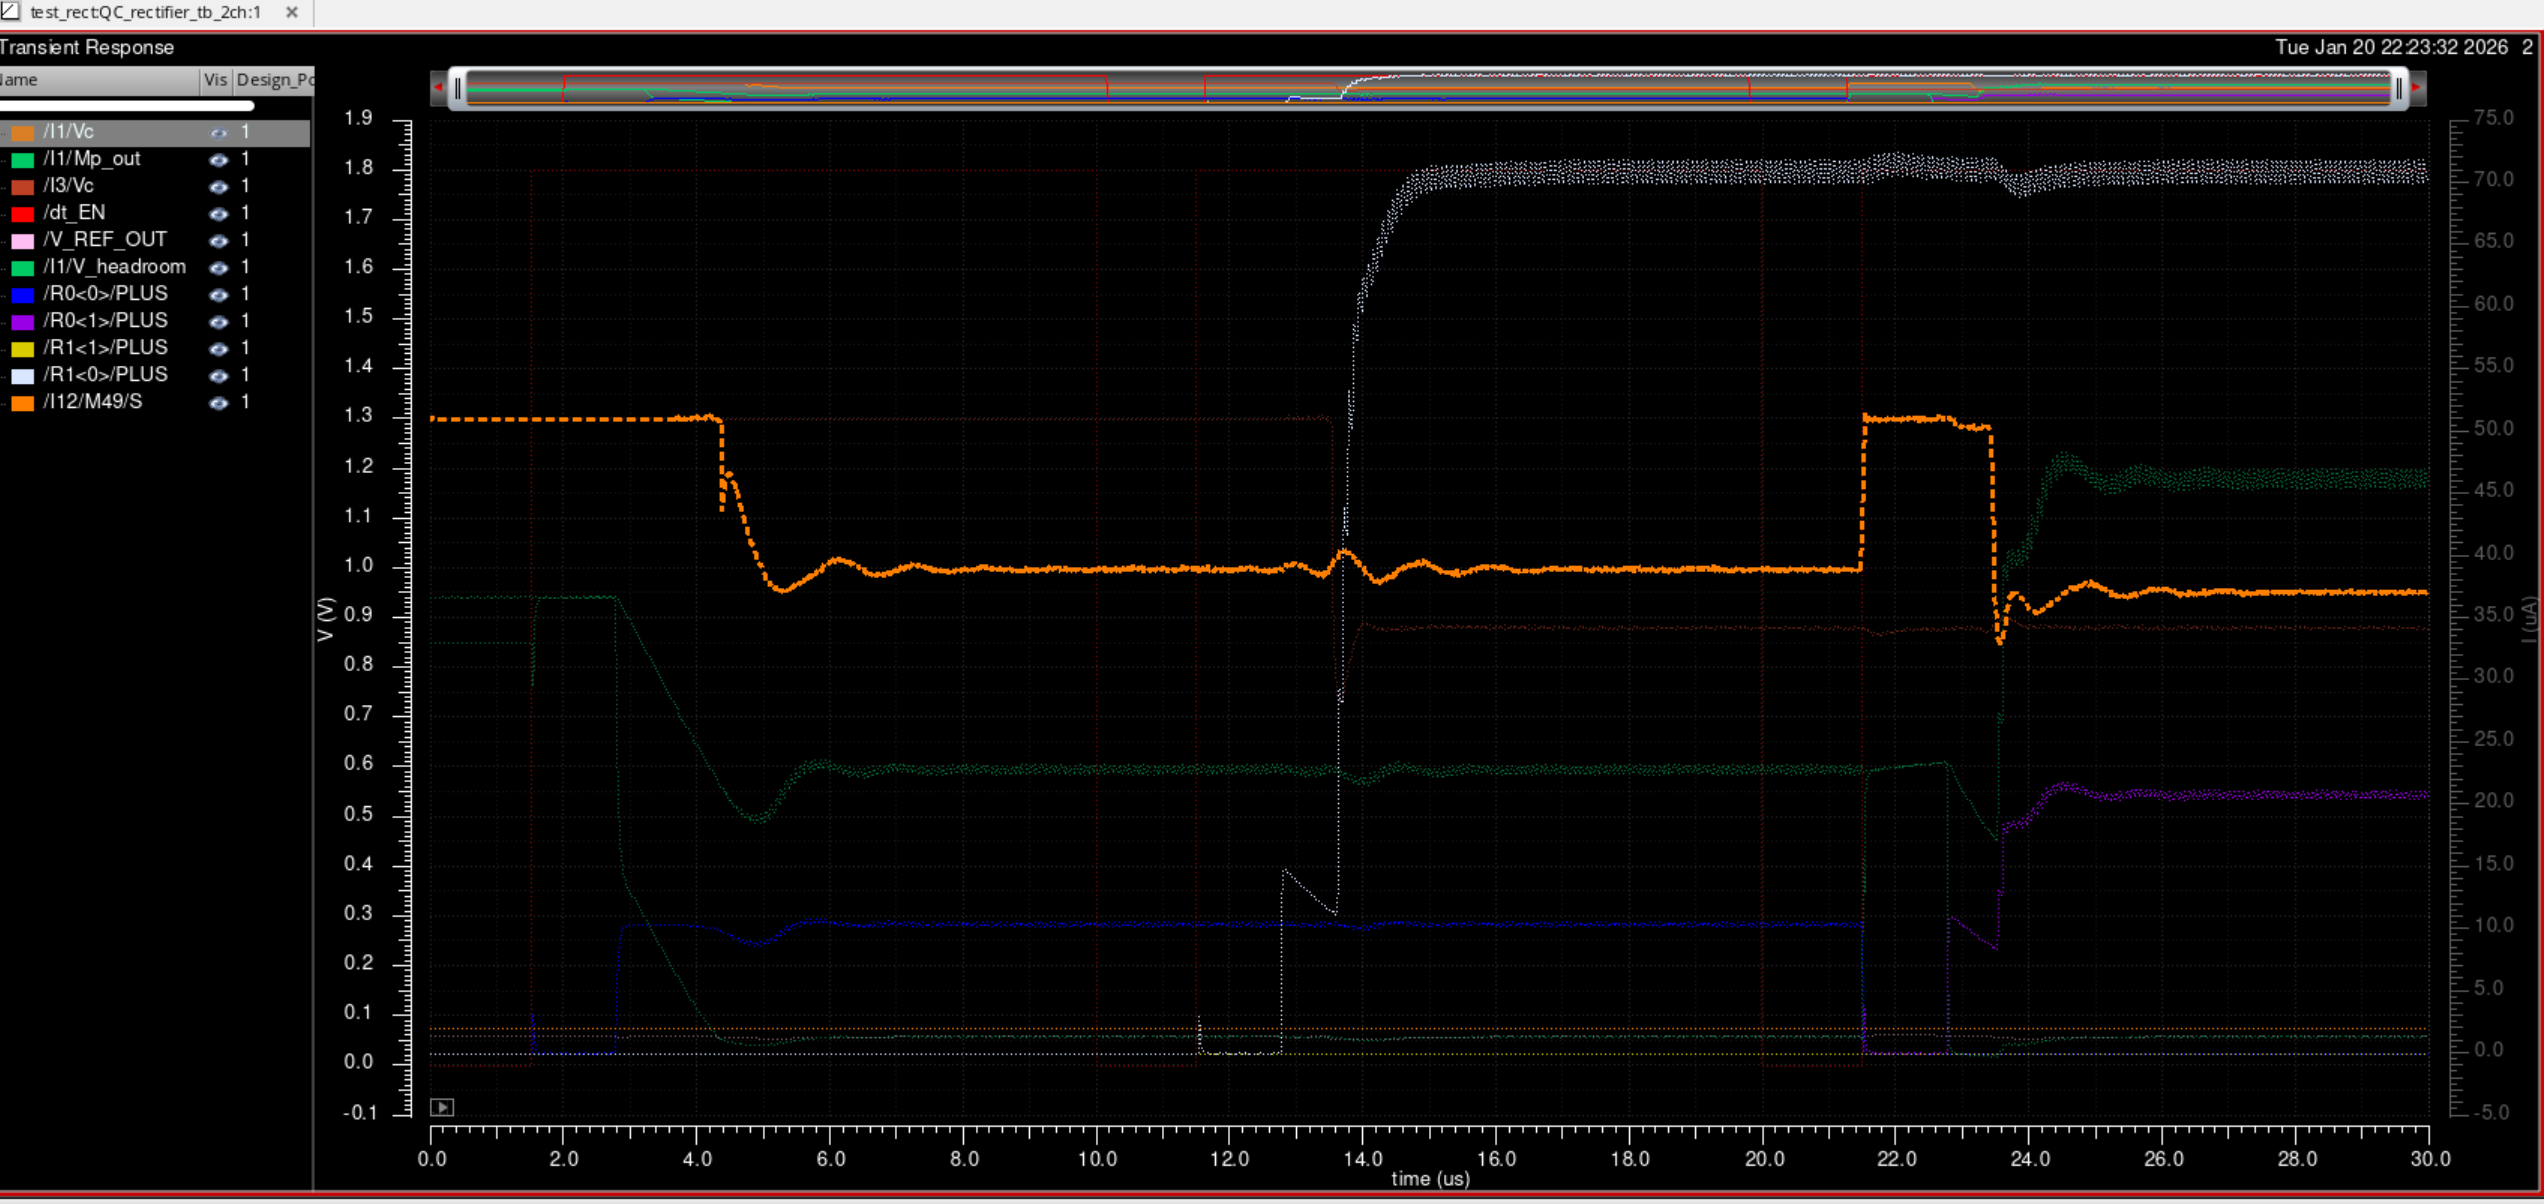 test_rect:QC_rectifier_tb_2ch:1
Transient Response
Tue Jan 20 22:23:32 2026 2
Name Vis Design_Po
/I1/Vc 1
/I1/Mp_out 1
/I3/Vc 1
/dt_EN 1
/V_REF_OUT 1
/I1/V_headroom 1
/R0<0>/PLUS 1
/R0<1>/PLUS 1
/R1<1>/PLUS 1
/R1<0>/PLUS 1
/I12/M49/S 1
1.9
1.8
1.7
1.6
1.5
1.4
1.3
1.2
1.1
1.0
0.9
0.8
0.7
0.6
0.5
0.4
0.3
0.2
0.1
0.0
-0.1
V (V)
75.0
70.0
65.0
60.0
55.0
50.0
45.0
40.0
35.0
30.0
25.0
20.0
15.0
10.0
5.0
0.0
-5.0
I (uA)
0.0 2.0 4.0 6.0 8.0 10.0 12.0 14.0 16.0 18.0 20.0 22.0 24.0 26.0 28.0 30.0
time (us)